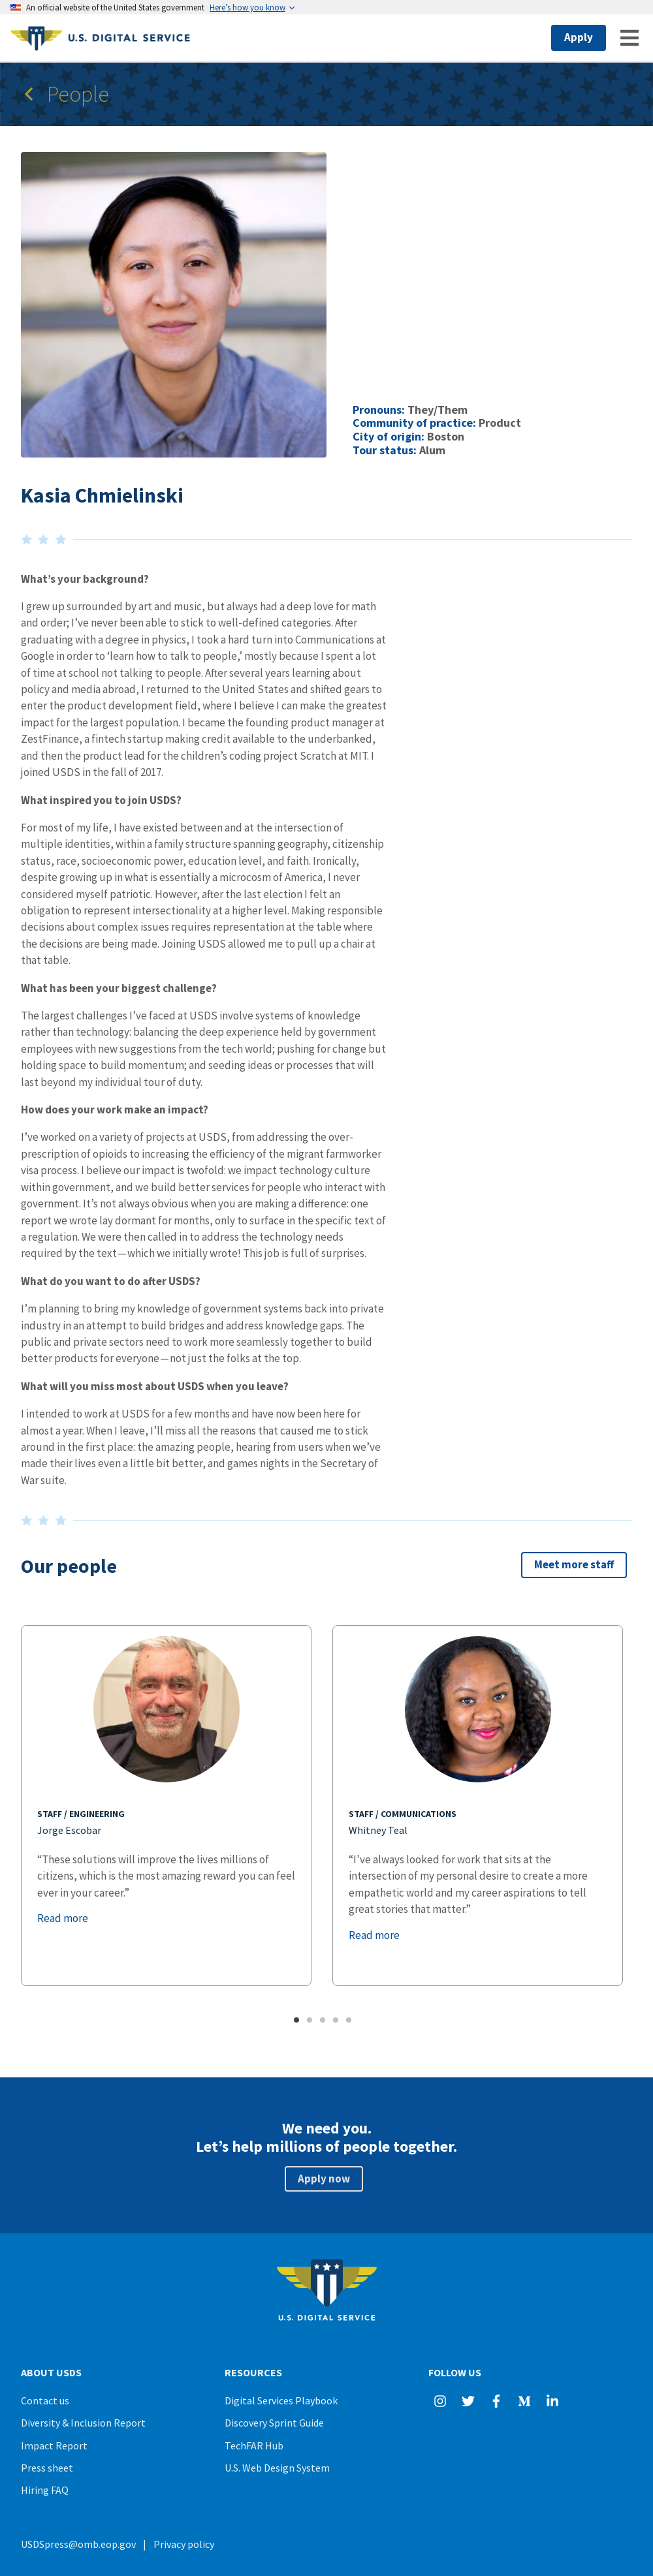 An official website of the United States government Here's how you know
U.S. DIGITAL SERVICE
Apply
People
Pronouns: They/Them
Community of practice: Product
City of origin: Boston
Tour status: Alum
Kasia Chmielinski
What's your background?
I grew up surrounded by art and music, but always had a deep love for math
and order; I've never been able to stick to well-defined categories. After
graduating with a degree in physics, I took a hard turn into Communications at
Google in order to 'learn how to talk to people,' mostly because I spent a lot
of time at school not talking to people. After several years learning about
policy and media abroad, I returned to the United States and shifted gears to
enter the product development field, where I believe I can make the greatest
impact for the largest population. I became the founding product manager at
ZestFinance, a fintech startup making credit available to the underbanked,
and then the product lead for the children's coding project Scratch at MIT. I
joined USDS in the fall of 2017.
What inspired you to join USDS?
For most of my life, I have existed between and at the intersection of
multiple identities, within a family structure spanning geography, citizenship
status, race, socioeconomic power, education level, and faith. Ironically,
despite growing up in what is essentially a microcosm of America, I never
considered myself patriotic. However, after the last election I felt an
obligation to represent intersectionality at a higher level. Making responsible
decisions about complex issues requires representation at the table where
the decisions are being made. Joining USDS allowed me to pull up a chair at
that table.
What has been your biggest challenge?
The largest challenges I've faced at USDS involve systems of knowledge
rather than technology: balancing the deep experience held by government
employees with new suggestions from the tech world; pushing for change but
holding space to build momentum; and seeding ideas or processes that will
last beyond my individual tour of duty.
How does your work make an impact?
I've worked on a variety of projects at USDS, from addressing the over-
prescription of opioids to increasing the efficiency of the migrant farmworker
visa process. I believe our impact is twofold: we impact technology culture
within government, and we build better services for people who interact with
government. It's not always obvious when you are making a difference: one
report we wrote lay dormant for months, only to surface in the specific text of
a regulation. We were then called in to address the technology needs
required by the text — which we initially wrote! This job is full of surprises.
What do you want to do after USDS?
I'm planning to bring my knowledge of government systems back into private
industry in an attempt to build bridges and address knowledge gaps. The
public and private sectors need to work more seamlessly together to build
better products for everyone — not just the folks at the top.
What will you miss most about USDS when you leave?
I intended to work at USDS for a few months and have now been here for
almost a year. When I leave, I'll miss all the reasons that caused me to stick
around in the first place: the amazing people, hearing from users when we've
made their lives even a little bit better, and games nights in the Secretary of
War suite.
Our people
Meet more staff
STAFF / ENGINEERING
Jorge Escobar
“These solutions will improve the lives millions of
citizens, which is the most amazing reward you can feel
ever in your career.”
Read more
STAFF / COMMUNICATIONS
Whitney Teal
“I've always looked for work that sits at the
intersection of my personal desire to create a more
empathetic world and my career aspirations to tell
great stories that matter.”
Read more
We need you.
Let's help millions of people together.
Apply now
U.S. DIGITAL SERVICE
ABOUT USDS
Contact us
Diversity & Inclusion Report
Impact Report
Press sheet
Hiring FAQ
RESOURCES
Digital Services Playbook
Discovery Sprint Guide
TechFAR Hub
U.S. Web Design System
FOLLOW US
USDSpress@omb.eop.gov | Privacy policy